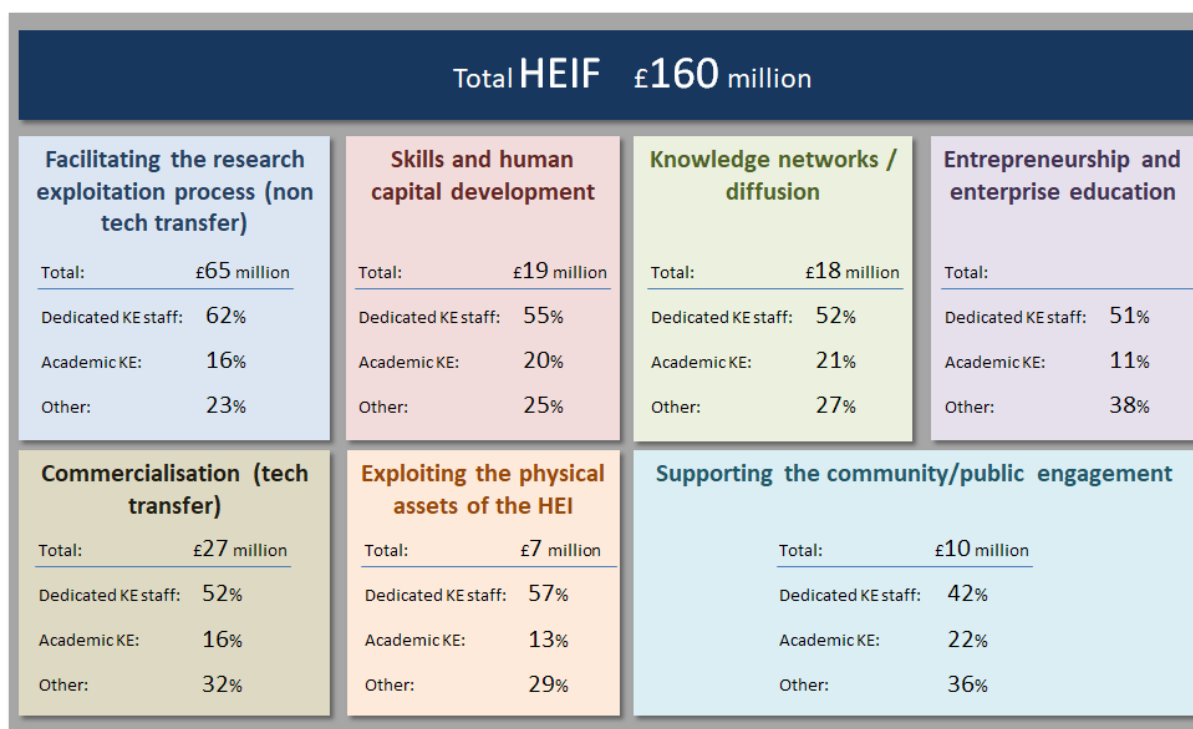 Total HEIF £160 million
Facilitating the research
exploitation process (non
tech transfer)
Total: £65 million
Dedicated KE staff: 62%
Academic KE: 16%
Other: 23%
Skills and human
capital development
Total: £19 million
Dedicated KE staff: 55%
Academic KE: 20%
Other: 25%
Knowledge networks /
diffusion
Total: £18 million
Dedicated KE staff: 52%
Academic KE: 21%
Other: 27%
Entrepreneurship and
enterprise education
Total:
Dedicated KE staff: 51%
Academic KE: 11%
Other: 38%
Commercialisation (tech
transfer)
Total: £27 million
Dedicated KE staff: 52%
Academic KE: 16%
Other: 32%
Exploiting the physical
assets of the HEI
Total: £7 million
Dedicated KE staff: 57%
Academic KE: 13%
Other: 29%
Supporting the community/public engagement
Total: £10 million
Dedicated KE staff: 42%
Academic KE: 22%
Other: 36%